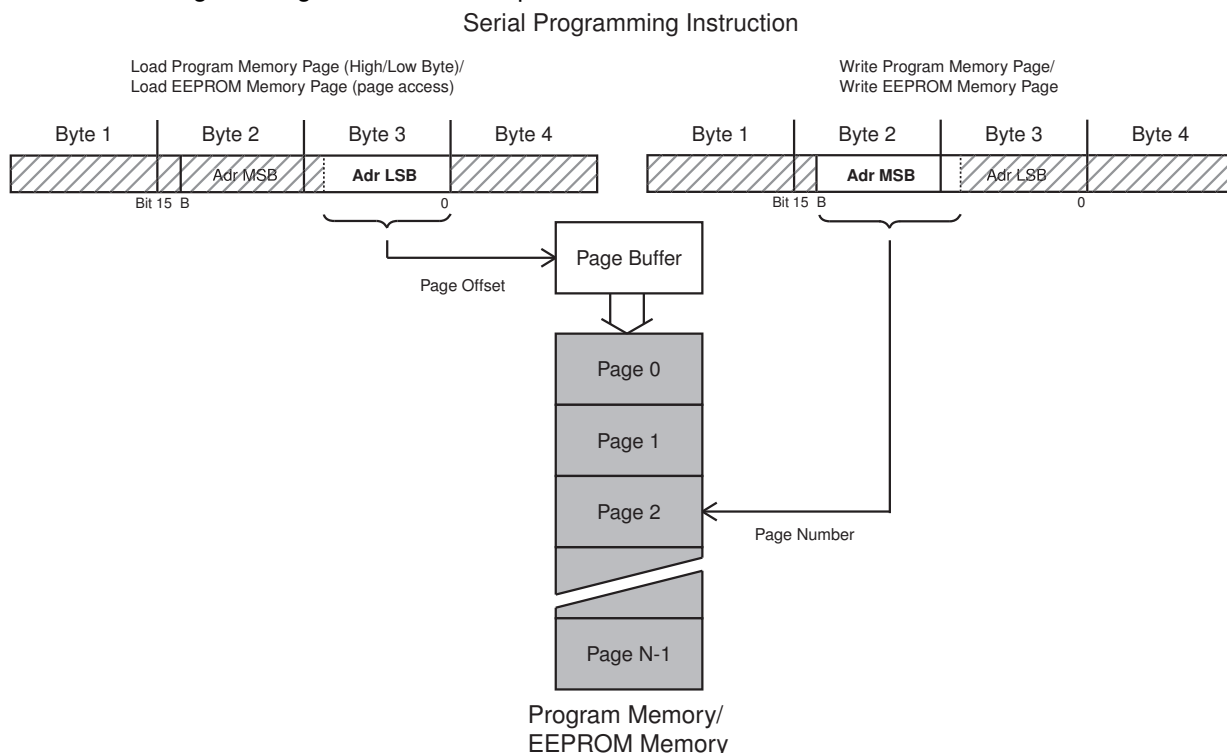 Serial Programming Instruction
Load Program Memory Page (High/Low Byte)/
Load EEPROM Memory Page (page access)
Write Program Memory Page/
Write EEPROM Memory Page
Byte 1 Byte 2 Byte 3 Byte 4
Adr MSB Adr LSB
Bit 15 B 0
Byte 1 Byte 2 Byte 3 Byte 4
Adr MSB Adr LSB
Bit 15 B 0
Page Buffer
Page Offset
Page 0
Page 1
Page 2
Page Number
Page N-1
Program Memory/
EEPROM Memory